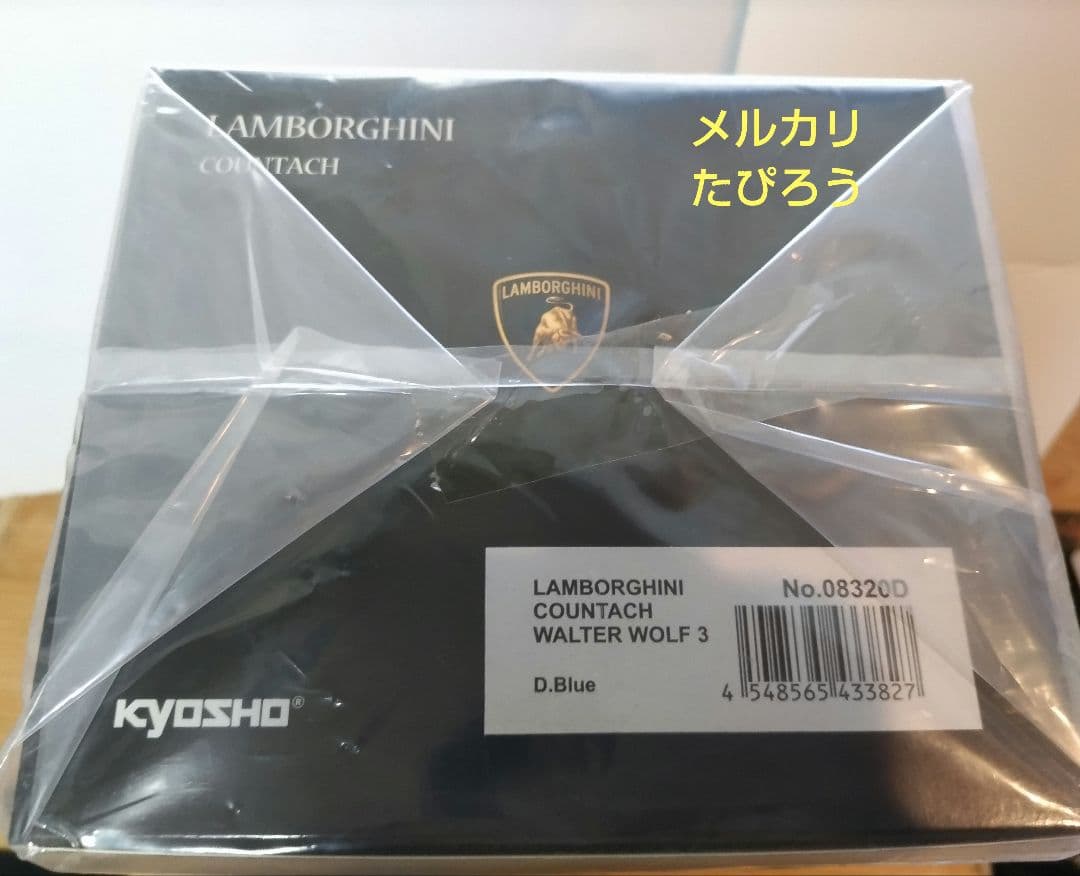 LAMBORGHINI
COUNTACH
メルカリ
たぴろう
LAMBORGHINI
LAMBORGHINI
COUNTACH
WALTER WOLF 3
D.Blue
No.08320D
4 548565 433827
KYOSHO®